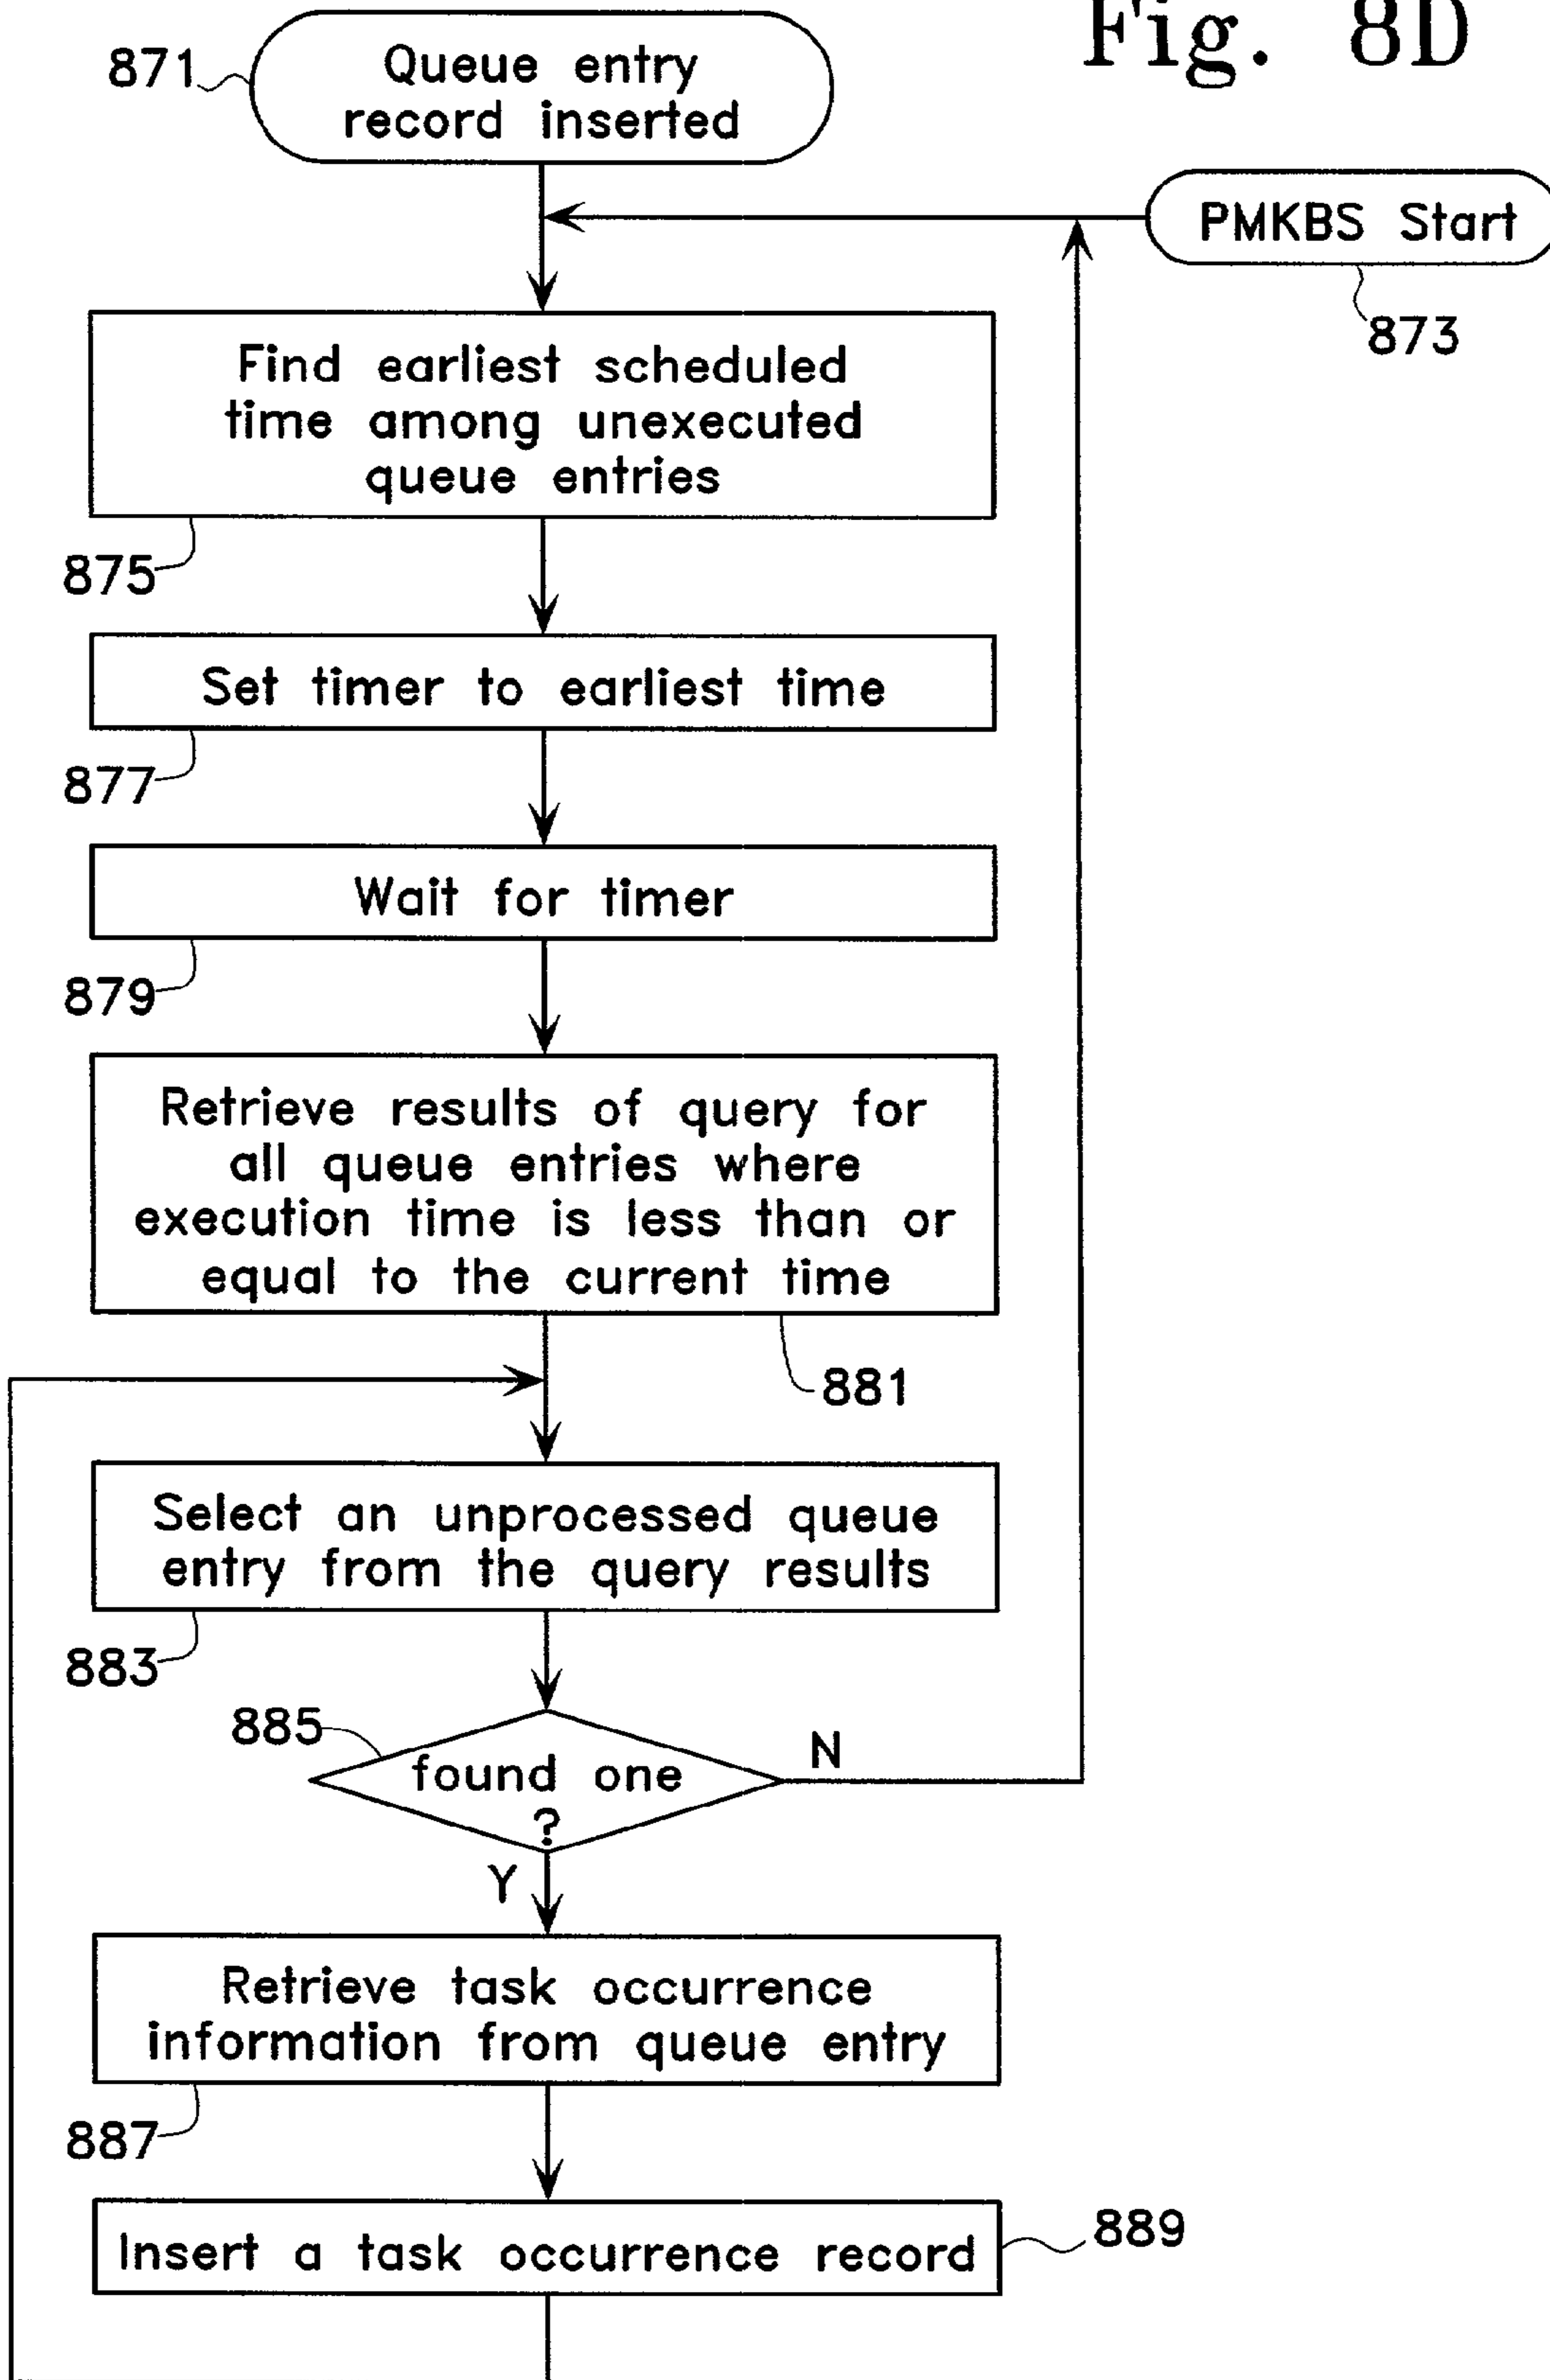 Fig. 8D
871
Queue entry
record inserted
PMKBS Start
873
Find earliest scheduled
time among unexecuted
queue entries
875
Set timer to earliest time
877
Wait for timer
879
Retrieve results of query for
all queue entries where
execution time is less than or
equal to the current time
881
Select an unprocessed queue
entry from the query results
883
885
found one
?
N
Y
Retrieve task occurrence
information from queue entry
887
Insert a task occurrence record
889